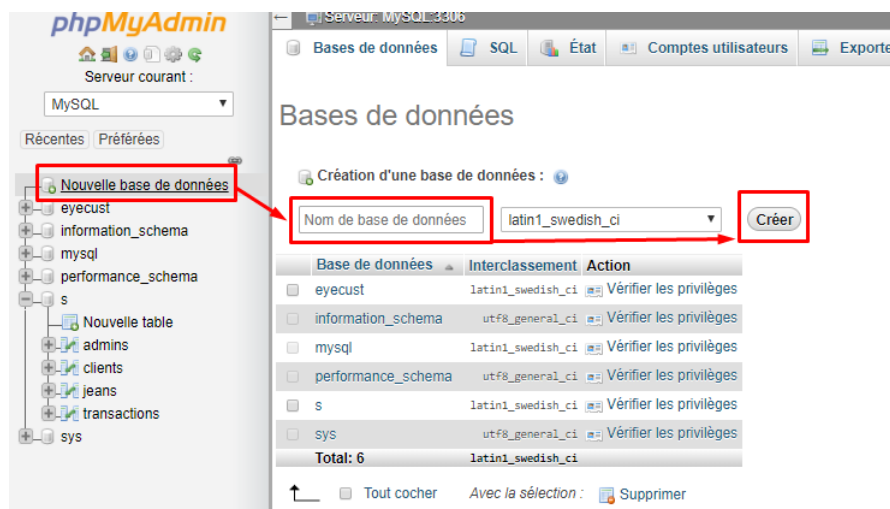 phpMyAdmin
Serveur courant :
MySQL
Récentes Préférées
Nouvelle base de données
eyecust
information_schema
mysql
performance_schema
s
Nouvelle table
admins
clients
jeans
transactions
sys
Serveur: MySQL:3306
Bases de données SQL État Comptes utilisateurs Exporte
Bases de données
Création d'une base de données :
Nom de base de données latin1_swedish_ci Créer
Base de données Interclassement Action
eyecust latin1_swedish_ci Vérifier les privilèges
information_schema utf8_general_ci Vérifier les privilèges
mysql latin1_swedish_ci Vérifier les privilèges
performance_schema utf8_general_ci Vérifier les privilèges
s latin1_swedish_ci Vérifier les privilèges
sys utf8_general_ci Vérifier les privilèges
Total: 6 latin1_swedish_ci
Tout cocher Avec la sélection : Supprimer